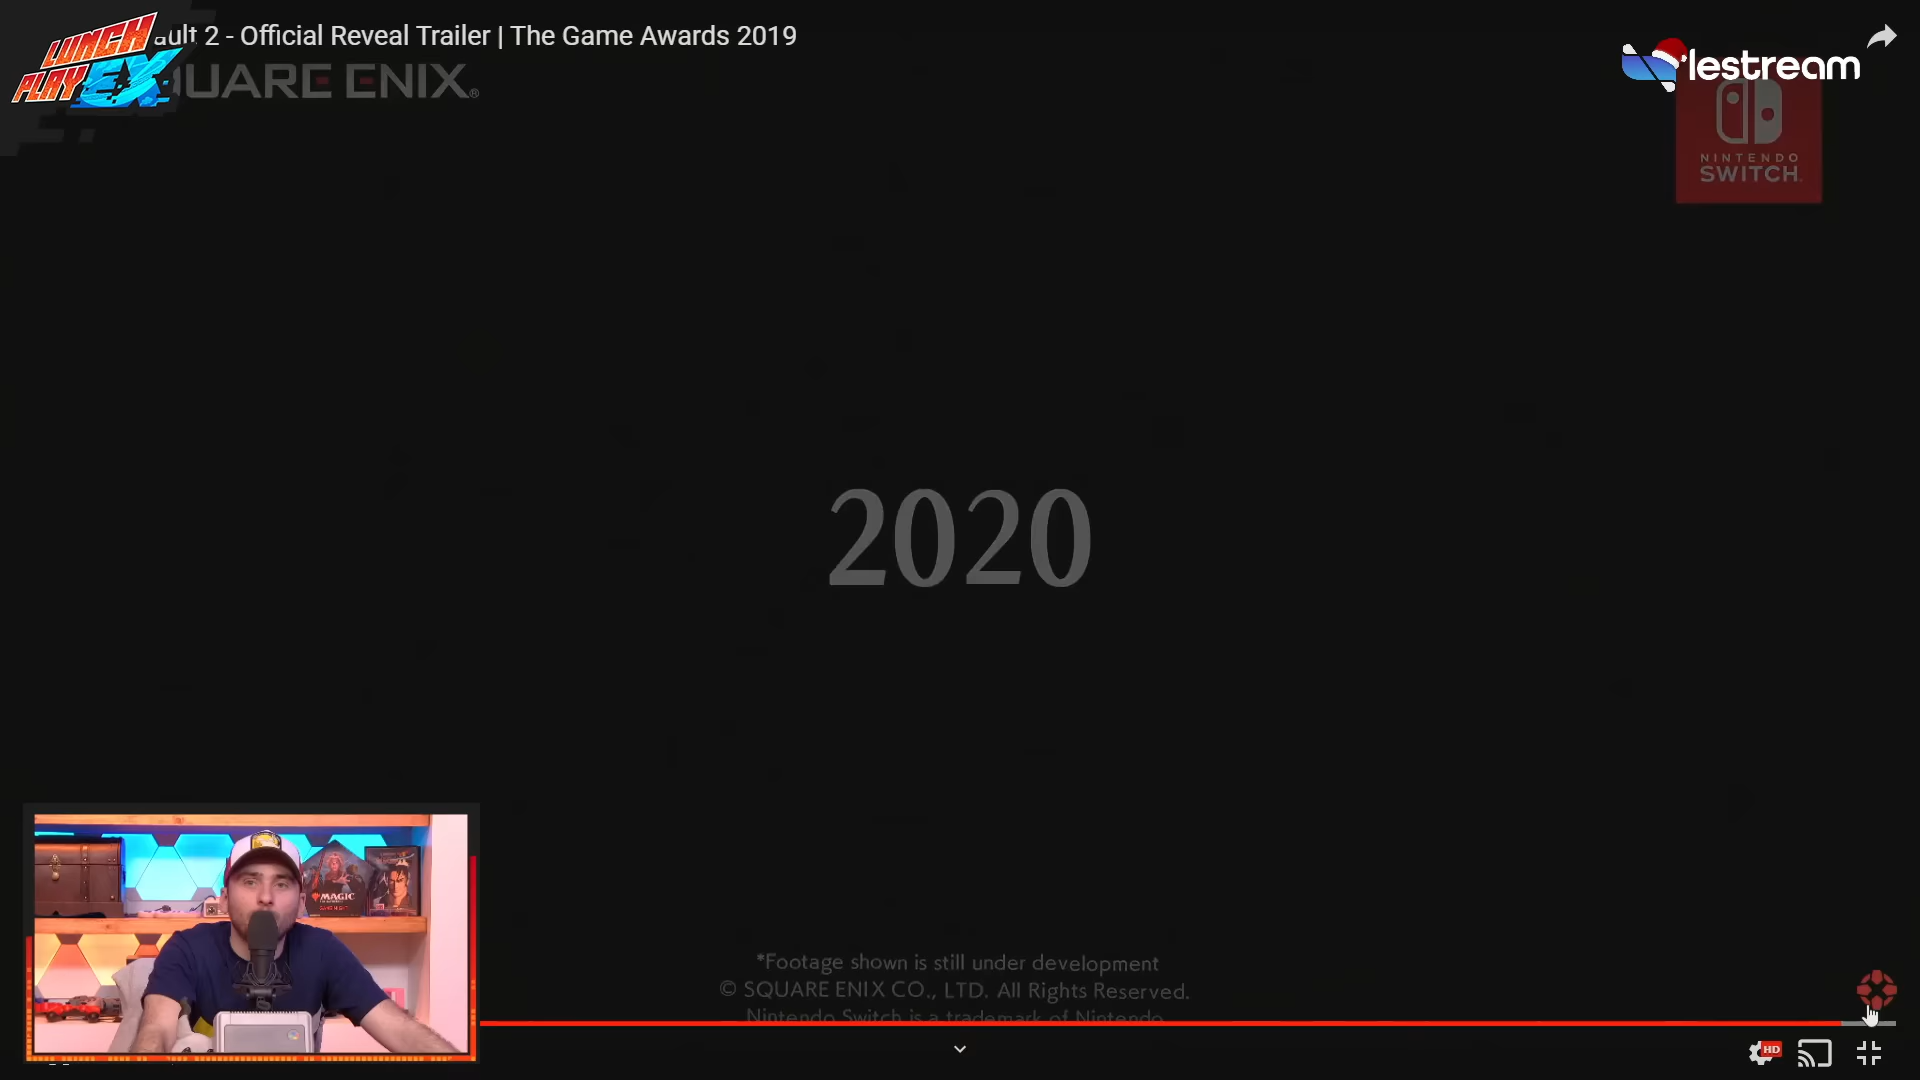 ault 2 - Official Reveal Trailer | The Game Awards 2019
LUNCH
PLAY EX
UARE ENIX®
lestream
NINTENDO
SWITCH
2020
MAGIC
*Footage shown is still under development
© SQUARE ENIX CO., LTD. All Rights Reserved.
Nintendo Switch is a trademark of Nintendo.
HD